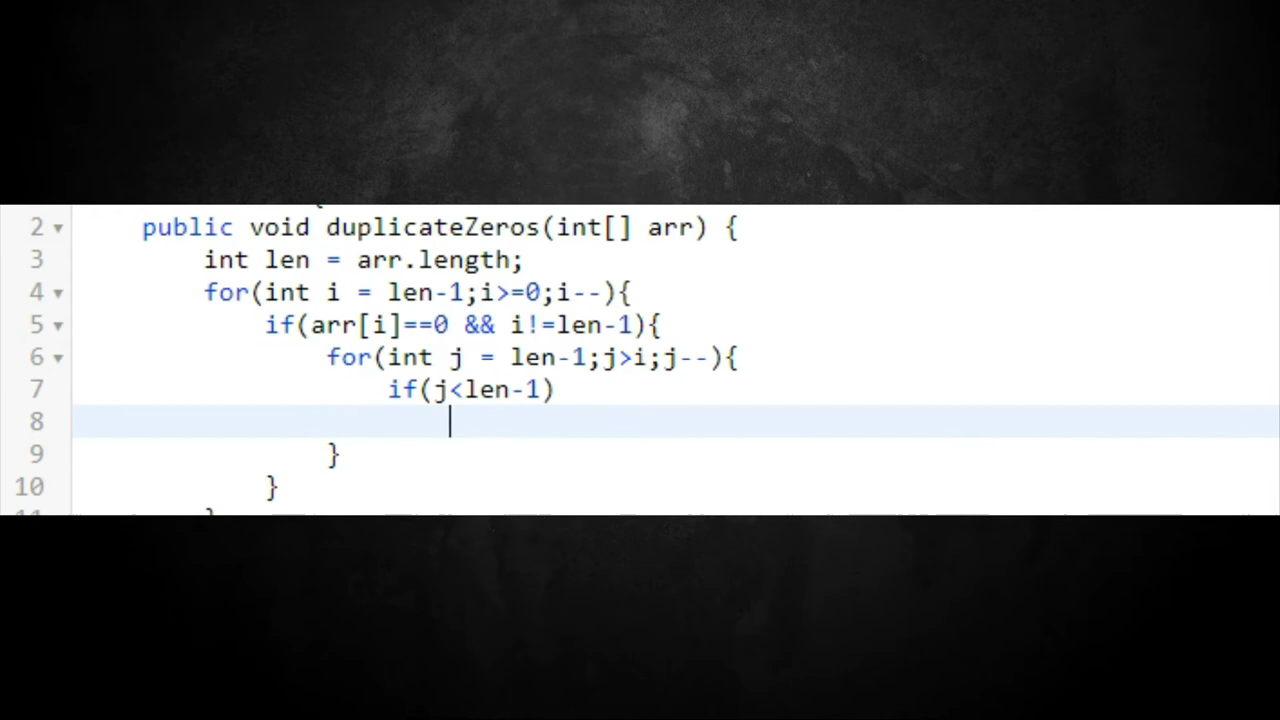 2 public void duplicateZeros(int[] arr) {
3 int len = arr.length;
4 for(int i = len-1;i>=0;i--){
5 if(arr[i]==0 && i!=len-1){
6 for(int j = len-1;j>i;j--){
7 if(j<len-1)
8
9 }
10 }